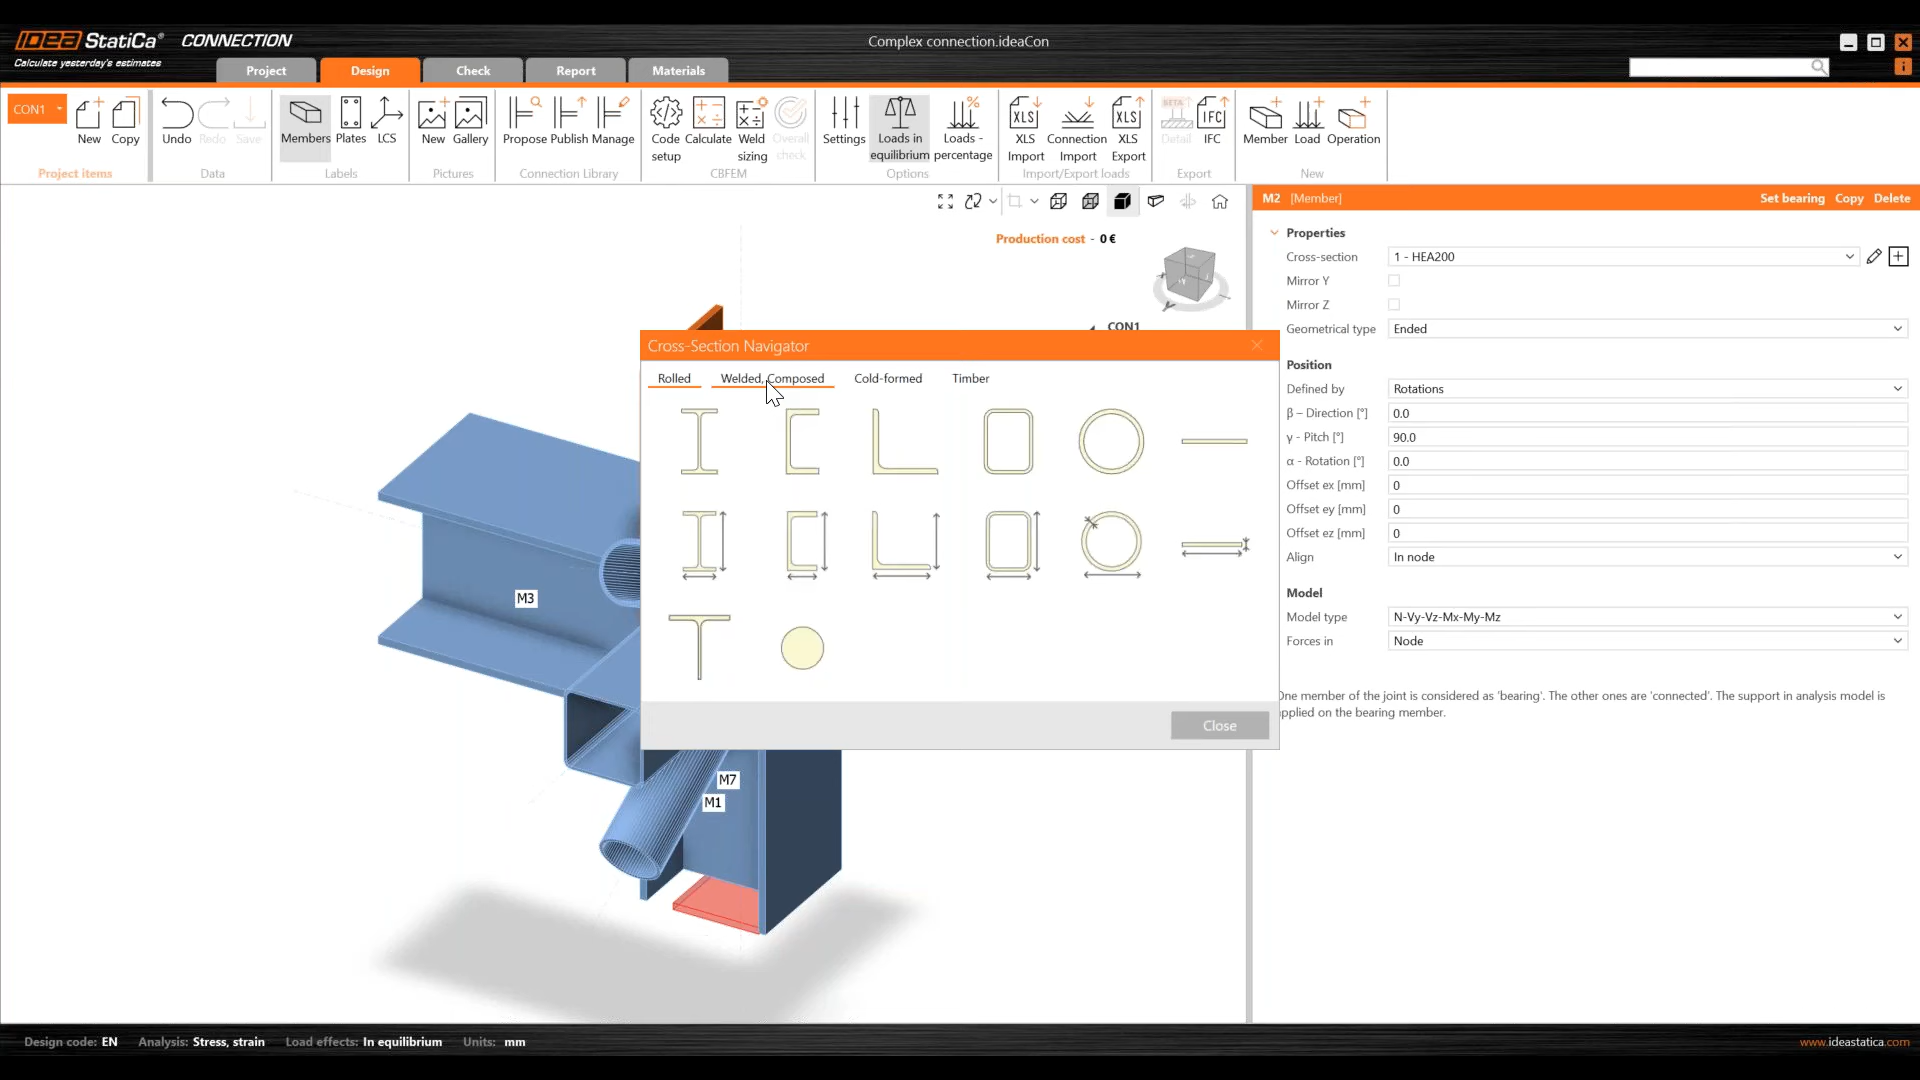 IDEA StatiCa® CONNECTION
Calculate yesterday's estimates
Complex connection.ideaCon
Project Design Check Report Materials
CON1 New Copy
Project items
Undo Redo Save
Data
Members Plates LCS
Labels
New Gallery
Pictures
Propose Publish Manage
Connection Library
Code setup Calculate Weld sizing Overall check
CBFEM
Settings Loads in equilibrium Loads - percentage
Options
XLS Import Connection Import XLS Export
Import/Export loads
BETA Detail IFC
Export
Member Load Operation
New
Production cost - 0 €
CON1
M3
M7
M1
Cross-Section Navigator
Rolled Welded, Composed Cold-formed Timber
Close
M2 [Member] Set bearing Copy Delete
Properties
Cross-section 1 - HEA200
Mirror Y
Mirror Z
Geometrical type Ended
Position
Defined by Rotations
β – Direction [°] 0.0
γ - Pitch [°] 90.0
α - Rotation [°] 0.0
Offset ex [mm] 0
Offset ey [mm] 0
Offset ez [mm] 0
Align In node
Model
Model type N-Vy-Vz-Mx-My-Mz
Forces in Node
One member of the joint is considered as 'bearing'. The other ones are 'connected'. The support in analysis model is
applied on the bearing member.
Design code: EN Analysis: Stress, strain Load effects: In equilibrium Units: mm
www.ideastatica.com